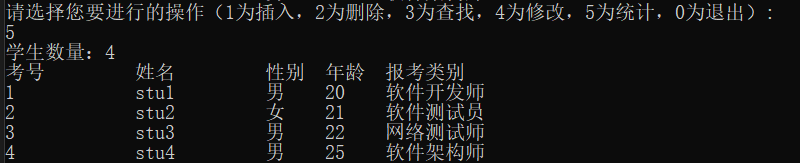 请选择您要进行的操作（1为插入，2为删除，3为查找，4为修改，5为统计，0为退出）:
5
学生数量：4
考号 姓名 性别 年龄 报考类别
1 stu1 男 20 软件开发师
2 stu2 女 21 软件测试员
3 stu3 男 22 网络测试师
4 stu4 男 25 软件架构师